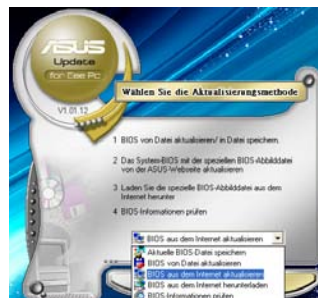 ASUS
Update
for Eee Pc
V1.01.12
Wählen Sie die Aktualisierungsmethode
1 BIOS von Datei aktualisieren/ in Datei speichern
2 Das System-BIOS mit der speziellen BIOS-Abbilddatei
von der ASUS-Webseite aktualisieren
3 Laden Sie die spezielle BIOS-Abbilddatei aus dem
Internet herunter
4 BIOS-Informationen prüfen
BIOS aus dem Internet aktualisieren
Aktuelle BIOS-Datei speichern
BIOS von Datei aktualisieren
BIOS aus dem Internet aktualisieren
BIOS aus dem Internet herunterladen
BIOS-Informationen prüfen